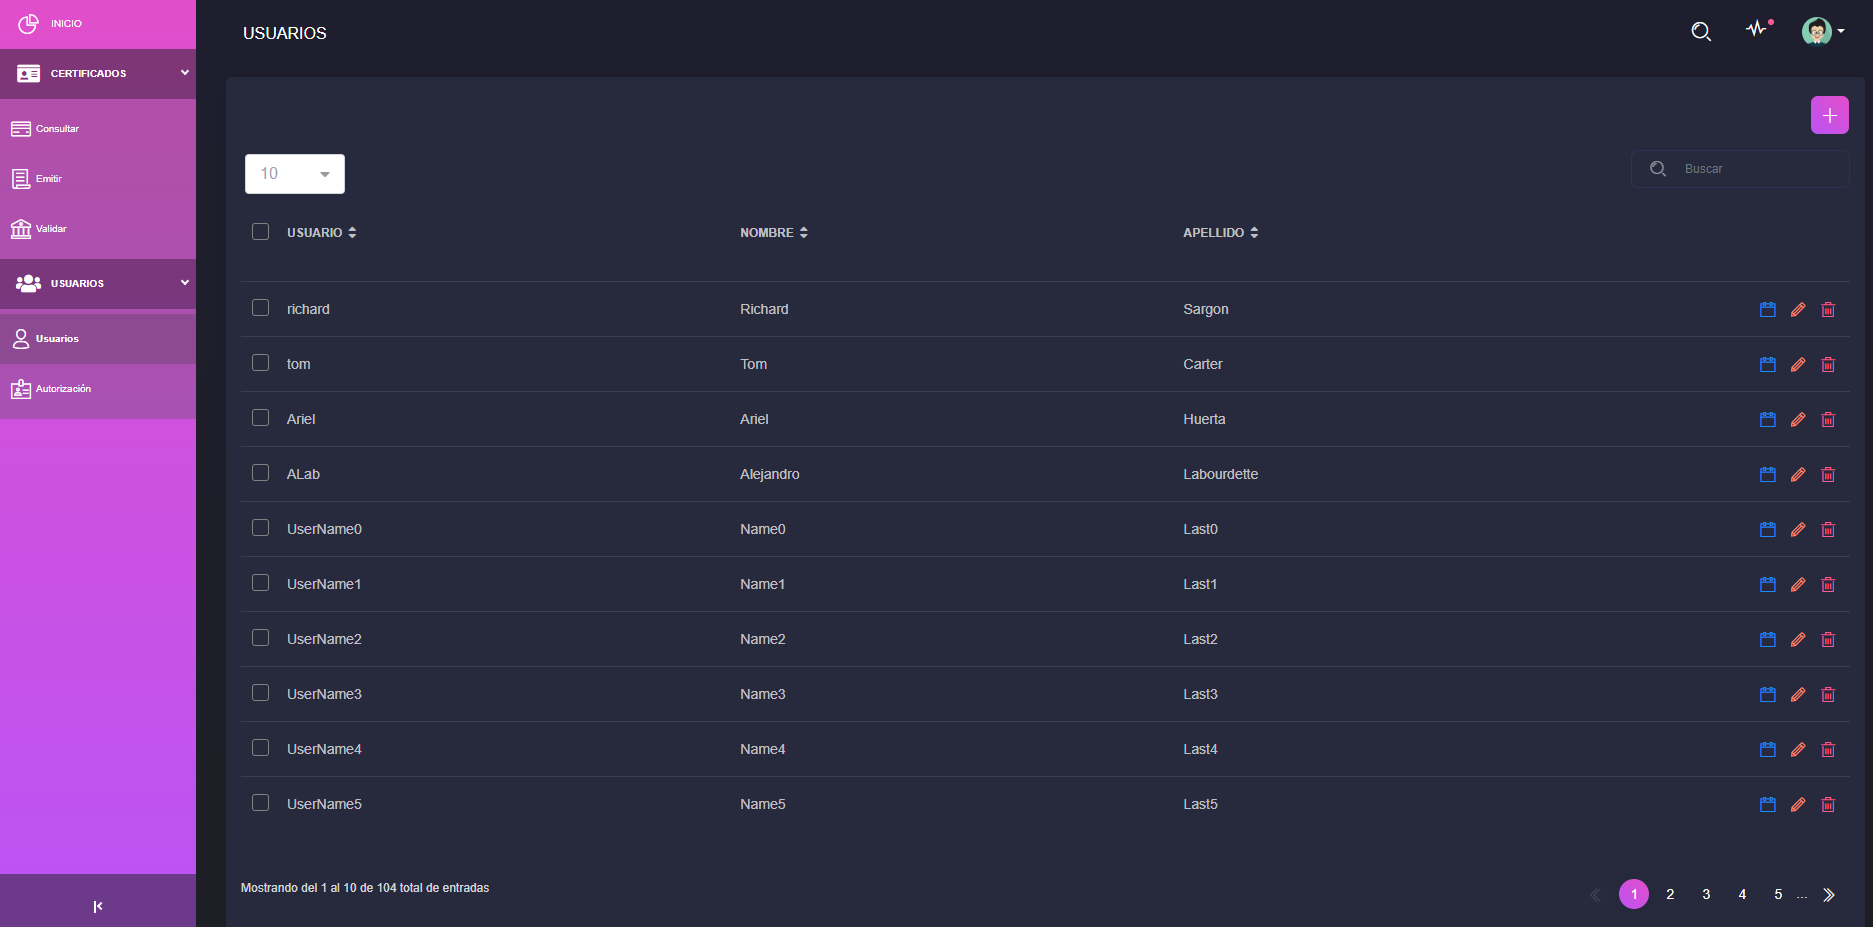 INICIO
CERTIFICADOS
Consultar
Emitir
Validar
USUARIOS
Usuarios
Autorización
USUARIOS
10
Buscar
USUARIO NOMBRE APELLIDO
richard Richard Sargon
tom Tom Carter
Ariel Ariel Huerta
ALab Alejandro Labourdette
UserName0 Name0 Last0
UserName1 Name1 Last1
UserName2 Name2 Last2
UserName3 Name3 Last3
UserName4 Name4 Last4
UserName5 Name5 Last5
Mostrando del 1 al 10 de 104 total de entradas
1 2 3 4 5 ...